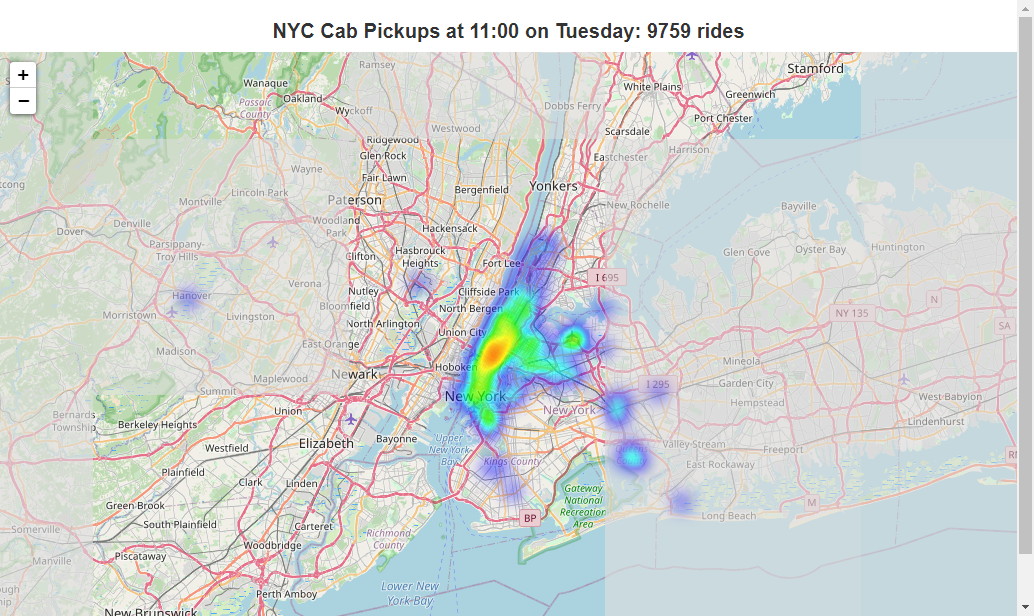 NYC Cab Pickups at 11:00 on Tuesday: 9759 rides
+
−
Ramsey
Stamford
Wanaque
White Plains
Greenwich
Oakland
Passaic
County
Wyckoff
Dobbs Ferry
Port Chester
Westwood
Scarsdale
Ridgewood
Harrison
Glen Rock
Eastchester
Wayne
Fair Lawn
Bergenfield
Yonkers
Lincoln Park
Montville
Paterson
New Rochelle
Bayville
Denville
Woodland
Park
Hackensack
Dover
Parsippany-
Troy Hills
Clifton
Hasbrouck
Heights
Fort Lee
Glen Cove
Oyster Bay
Huntington
I 695
Verona
Nutley
Cliffside Park
Hanover
Bloomfield
North Bergen
N
Morristown
Livingston
North Arlington
NY 135
SA
East Orange
Union City
Madison
Hoboken
Mineola
Summit
Maplewood
Newark
I 295
Garden City
New York
West Babylon
Bernards
Township
Union
New York
Hempstead
Berkeley Heights
Lindenhurst
Elizabeth
Bayonne
Upper
New York
Bay
Valley Stream
Freeport
Westfield
Kings County
East Rockaway
Plainfield
Clark
Linden
Gateway
National
Recreation
Area
Green Brook
M
South Plainfield
Carteret
BP
Long Beach
Somerville
Richmond
County
Woodbridge
Piscataway
Manville
Lower New
York Bay
Perth Amboy
New Brunswick